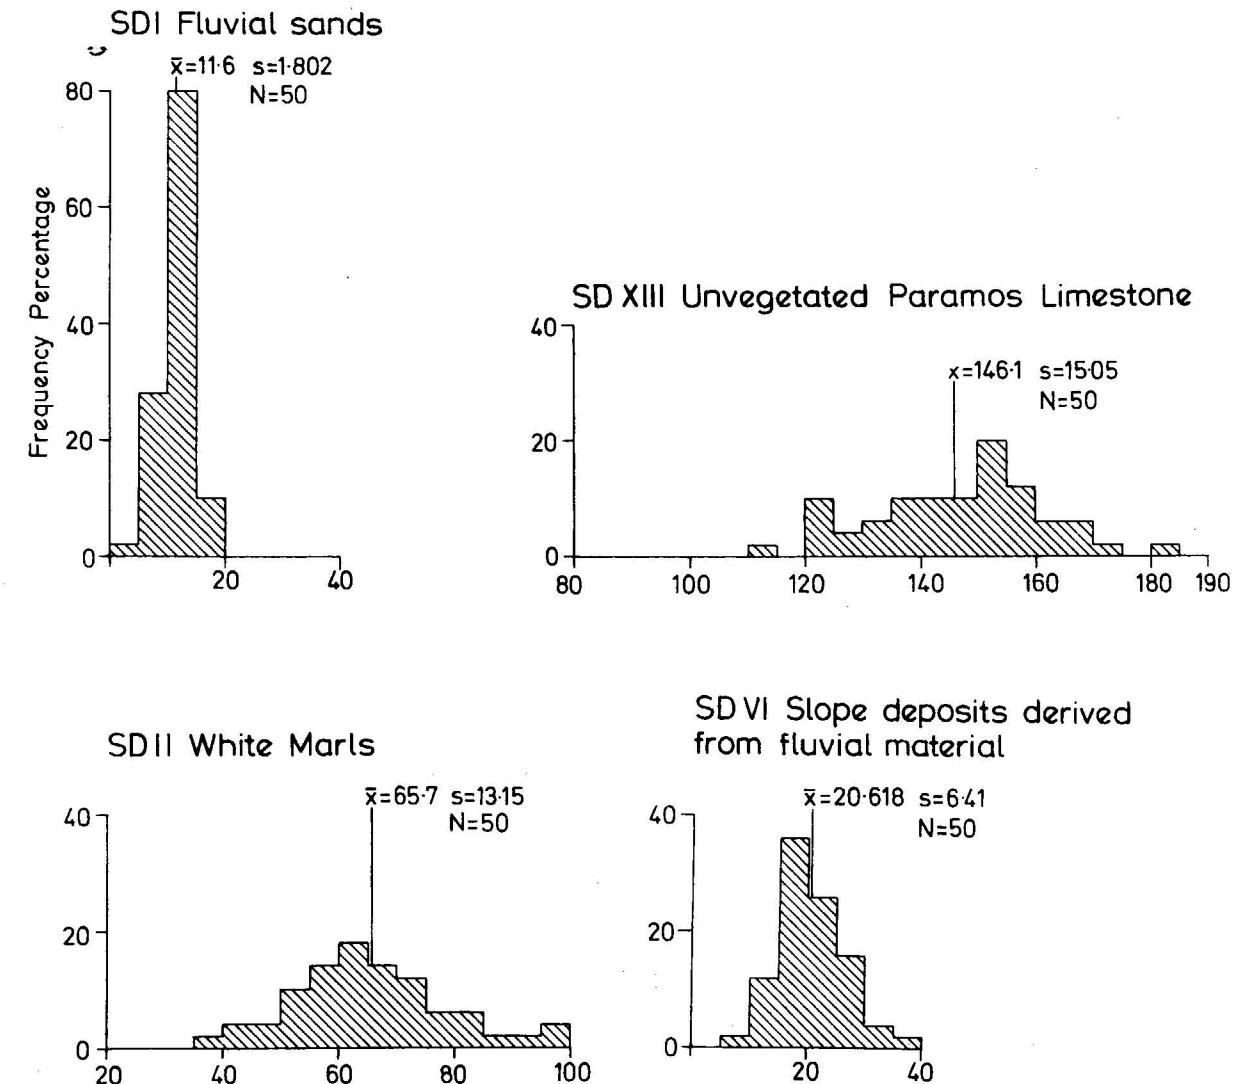 SDI Fluvial sands
x̄=11·6 s=1·802
N=50
Frequency Percentage
80
60
40
20
0
20 40
SD XIII Unvegetated Paramos Limestone
x=146·1 s=15·05
N=50
40
20
0
80 100 120 140 160 180 190
SDII White Marls
x̄=65·7 s=13·15
N=50
40
20
0
20 40 60 80 100
SD VI Slope deposits derived
from fluvial material
x̄=20·618 s=6·41
N=50
40
20
0
20 40